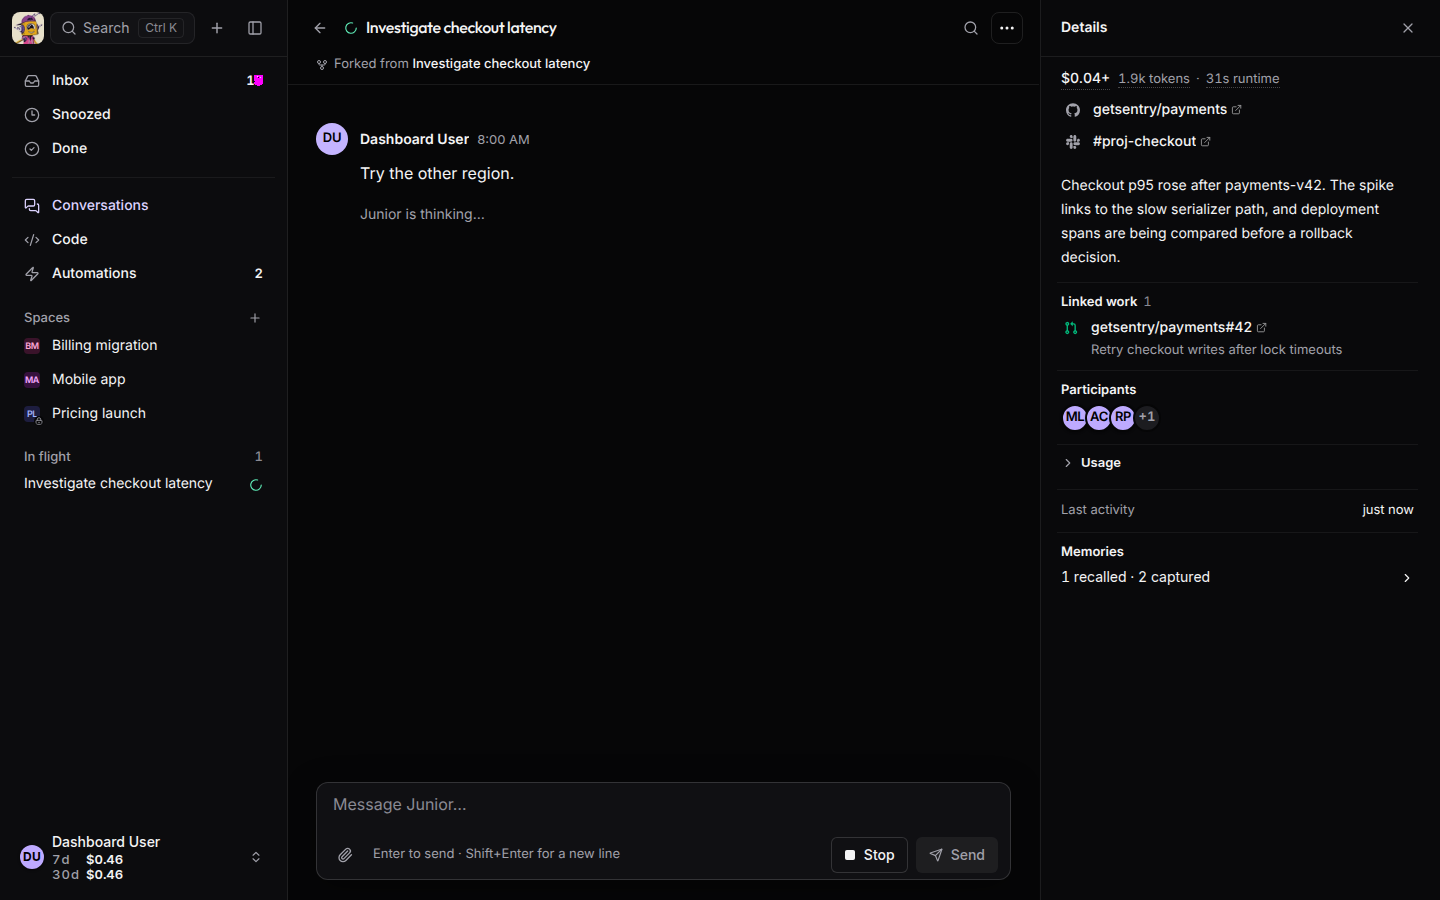 Search Ctrl K
Inbox
Snoozed
Done
Conversations
Code
Automations 2
Spaces
BM Billing migration
MA Mobile app
PL Pricing launch
In flight 1
Investigate checkout latency
DU Dashboard User
7d $0.46
30d $0.46
Investigate checkout latency
Forked from Investigate checkout latency
DU Dashboard User 8:00 AM
Try the other region.
Junior is thinking...
Message Junior...
Enter to send · Shift+Enter for a new line
Stop
Send
Details
$0.04+ 1.9k tokens · 31s runtime
getsentry/payments
#proj-checkout
Checkout p95 rose after payments-v42. The spike
links to the slow serializer path, and deployment
spans are being compared before a rollback
decision.
Linked work 1
getsentry/payments#42
Retry checkout writes after lock timeouts
Participants
ML AC RP +1
Usage
Last activity just now
Memories
1 recalled · 2 captured